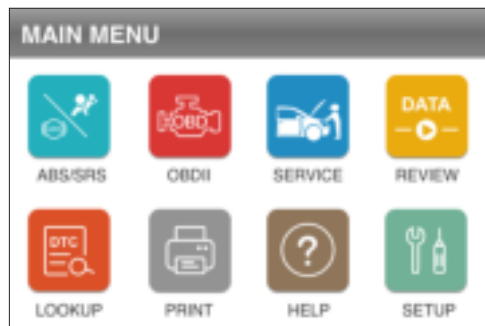 MAIN MENU
OBD
DATA
ABS/SRS
OBDII
SERVICE
REVIEW
DTC
LOOKUP
PRINT
?
HELP
SETUP